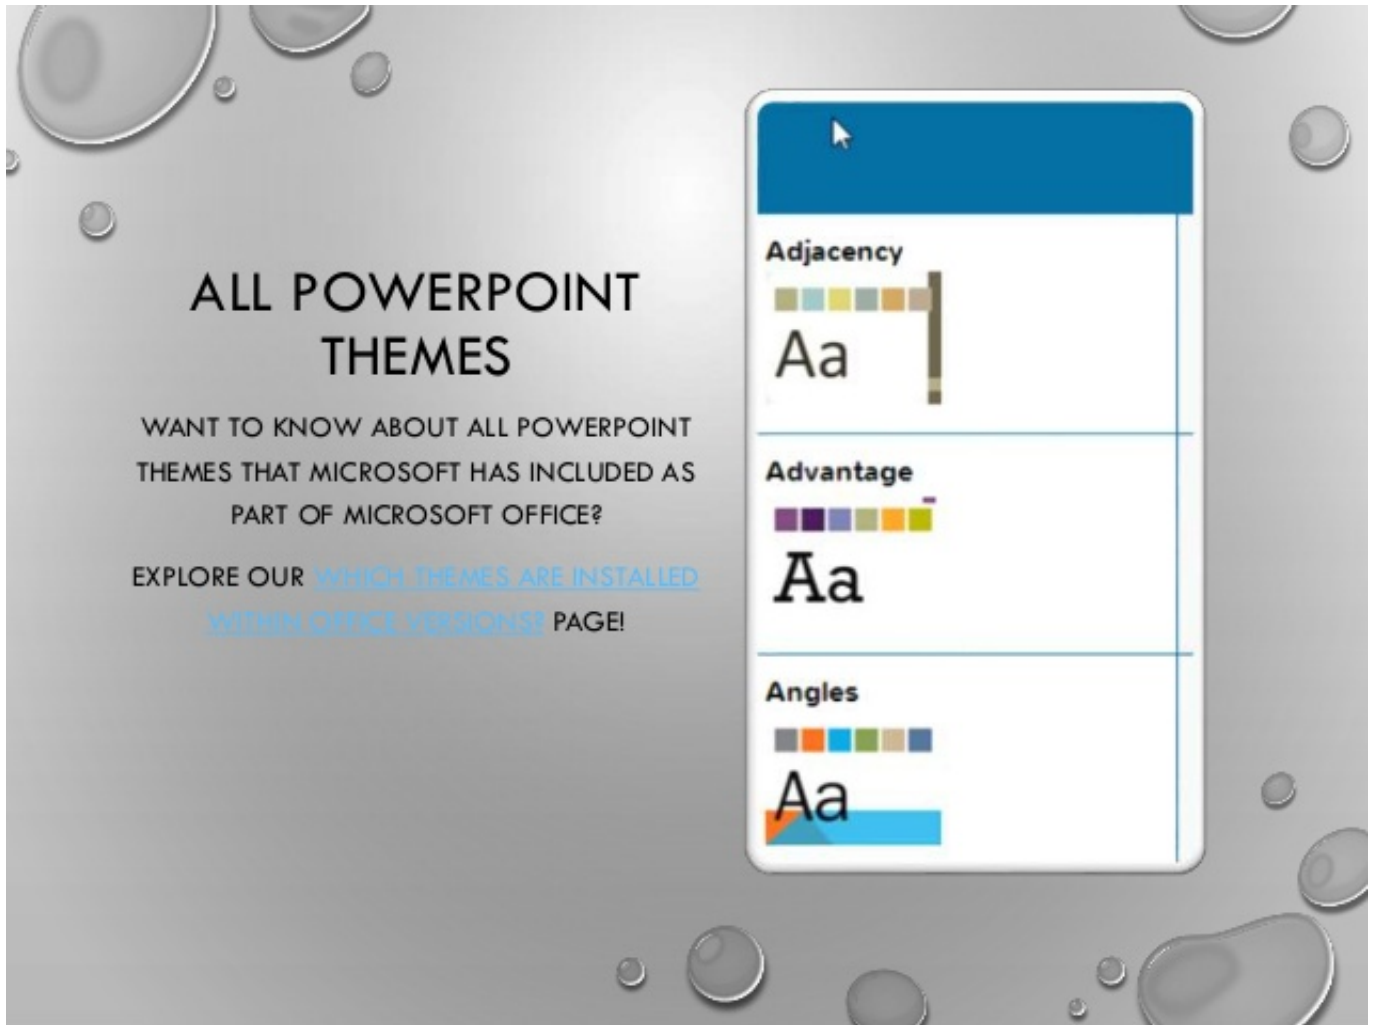 ALL POWERPOINT
THEMES
WANT TO KNOW ABOUT ALL POWERPOINT
THEMES THAT MICROSOFT HAS INCLUDED AS
PART OF MICROSOFT OFFICE?
EXPLORE OUR WHICH THEMES ARE INSTALLED
WITHIN OFFICE VERSIONS? PAGE!
Adjacency
Aa
Advantage
Aa
Angles
Aa